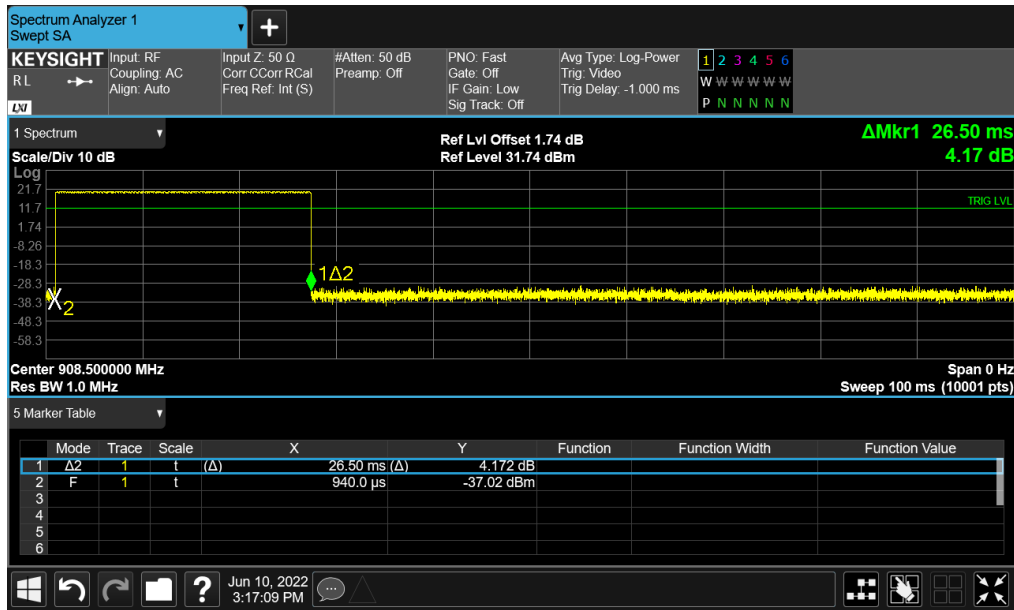 Spectrum Analyzer 1
Swept SA
KEYSIGHT
R L
LXI
Input: RF
Coupling: AC
Align: Auto
Input Z: 50 Ω
Corr CCorr RCal
Freq Ref: Int (S)
#Atten: 50 dB
Preamp: Off
PNO: Fast
Gate: Off
IF Gain: Low
Sig Track: Off
Avg Type: Log-Power
Trig: Video
Trig Delay: -1.000 ms
1 2 3 4 5 6
W W W W W W
P N N N N N
1 Spectrum
Scale/Div 10 dB
Ref Lvl Offset 1.74 dB
Ref Level 31.74 dBm
ΔMkr1 26.50 ms
4.17 dB
Log
21.7
11.7
1.74
-8.26
-18.3
-28.3
-38.3
-48.3
-58.3
TRIG LVL
1Δ2
2
Center 908.500000 MHz
Res BW 1.0 MHz
Span 0 Hz
Sweep 100 ms (10001 pts)
5 Marker Table
Mode Trace Scale X Y Function Function Width Function Value
1 Δ2 1 t (Δ) 26.50 ms (Δ) 4.172 dB
2 F 1 t 940.0 µs -37.02 dBm
3
4
5
6
?
Jun 10, 2022
3:17:09 PM